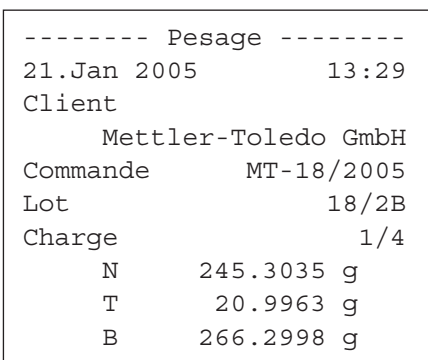 -------- Pesage --------
21.Jan 2005 13:29
Client
Mettler-Toledo GmbH
Commande MT-18/2005
Lot 18/2B
Charge 1/4
N 245.3035 g
T 20.9963 g
B 266.2998 g